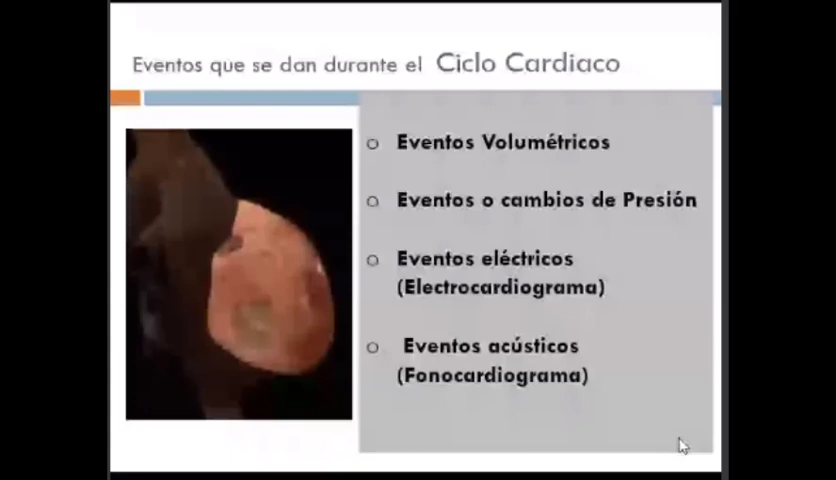 Eventos que se dan durante el Ciclo Cardiaco
o Eventos Volumétricos
o Eventos o cambios de Presión
o Eventos eléctricos
(Electrocardiograma)
o Eventos acústicos
(Fonocardiograma)